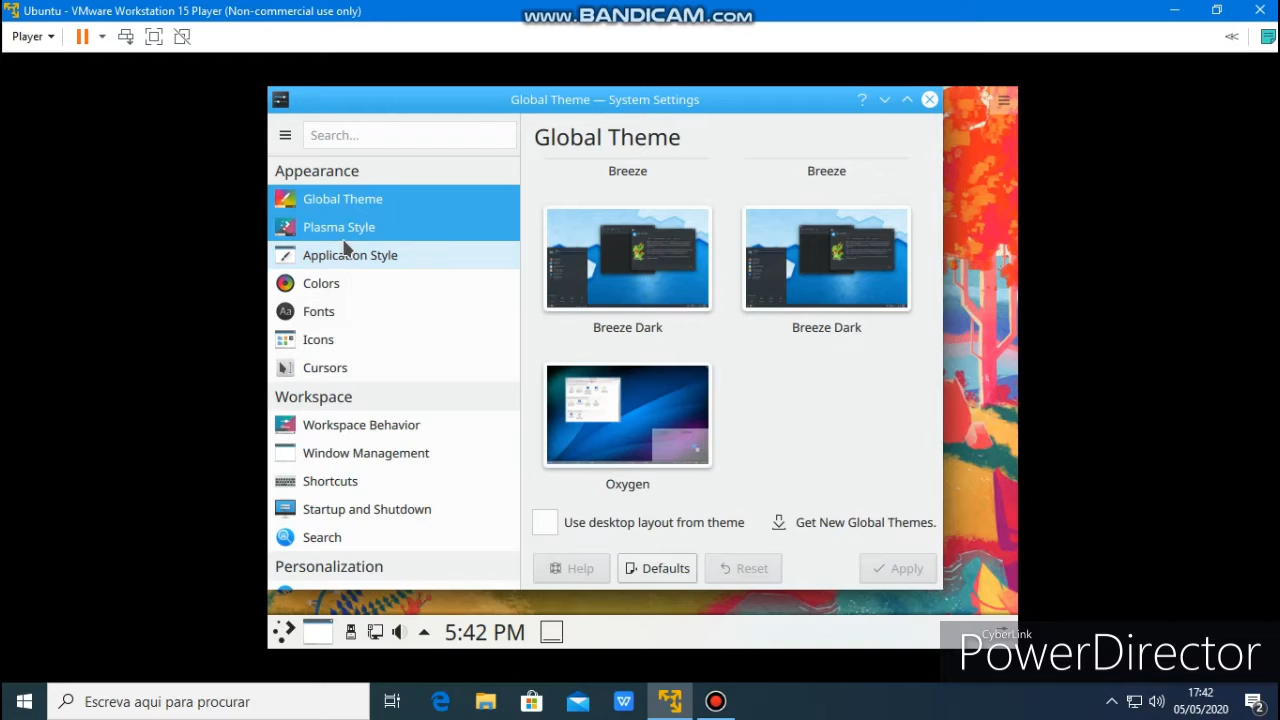 Ubuntu - VMware Workstation 15 Player (Non-commercial use only)
www.BANDICAM.com
Player
Global Theme — System Settings
Search...
Global Theme
Appearance
Global Theme
Plasma Style
Application Style
Colors
Fonts
Icons
Cursors
Workspace
Workspace Behavior
Window Management
Shortcuts
Startup and Shutdown
Search
Personalization
Breeze
Breeze
Breeze Dark
Breeze Dark
Oxygen
Use desktop layout from theme
Get New Global Themes.
Help
Defaults
Reset
Apply
5:42 PM
CyberLink
PowerDirector
Escreva aqui para procurar
17:42
05/05/2020
2